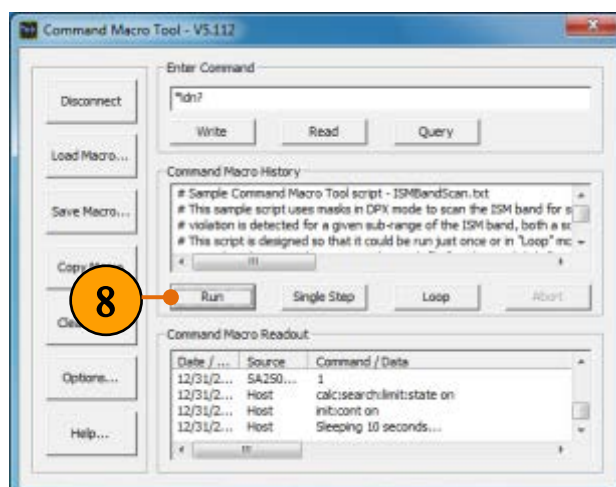 Command Macro Tool - V5.112
Disconnect
Load Macro...
Save Macro...
Copy Macro
Options...
Help...
Enter Command
*idn?
Write Read Query
Command Macro History
# Sample Command Macro Tool script - ISMBandScan.txt
# This sample script uses masks in DPX mode to scan the ISM band for s
# violation is detected for a given sub-range of the ISM band, both a sc
# This script is designed so that it could be run just once or in "Loop" mo
8
Run Single Step Loop Abort
Command Macro Readout
Date / ... Source Command / Data
12/31/2... SA250... 1
12/31/2... Host calc:search:limit:state on
12/31/2... Host init:cont on
12/31/2... Host Sleeping 10 seconds...